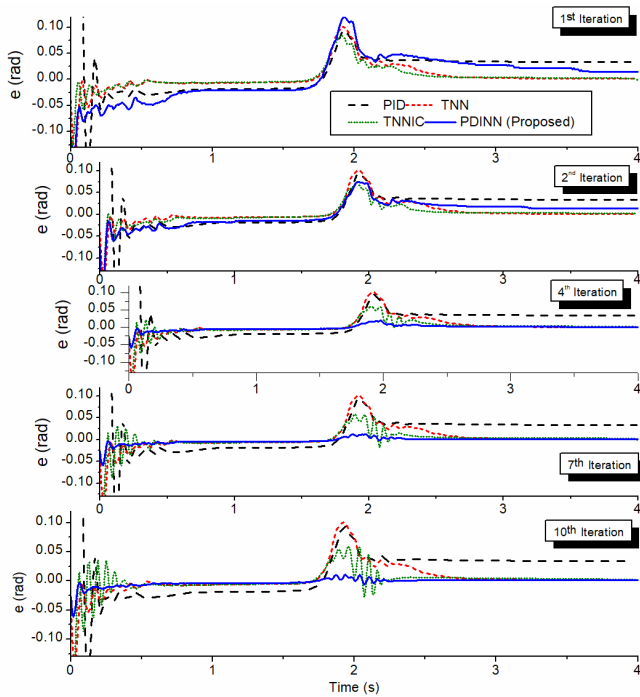 1st Iteration
0.10
0.05
0.00
-0.05
-0.10
e (rad)
PID TNN
TNNIC PDINN (Proposed)
0 1 2 3 4
2nd Iteration
0.10
0.05
0.00
-0.05
-0.10
e (rad)
0 1 2 3 4
4th Iteration
0.10
0.05
0.00
-0.05
-0.10
e (rad)
0 1 2 3 4
0.10
0.05
0.00
-0.05
-0.10
e (rad)
7th Iteration
0 1 2 3 4
10th Iteration
0.10
0.05
0.00
-0.05
-0.10
e (rad)
0 1 2 3 4
Time (s)